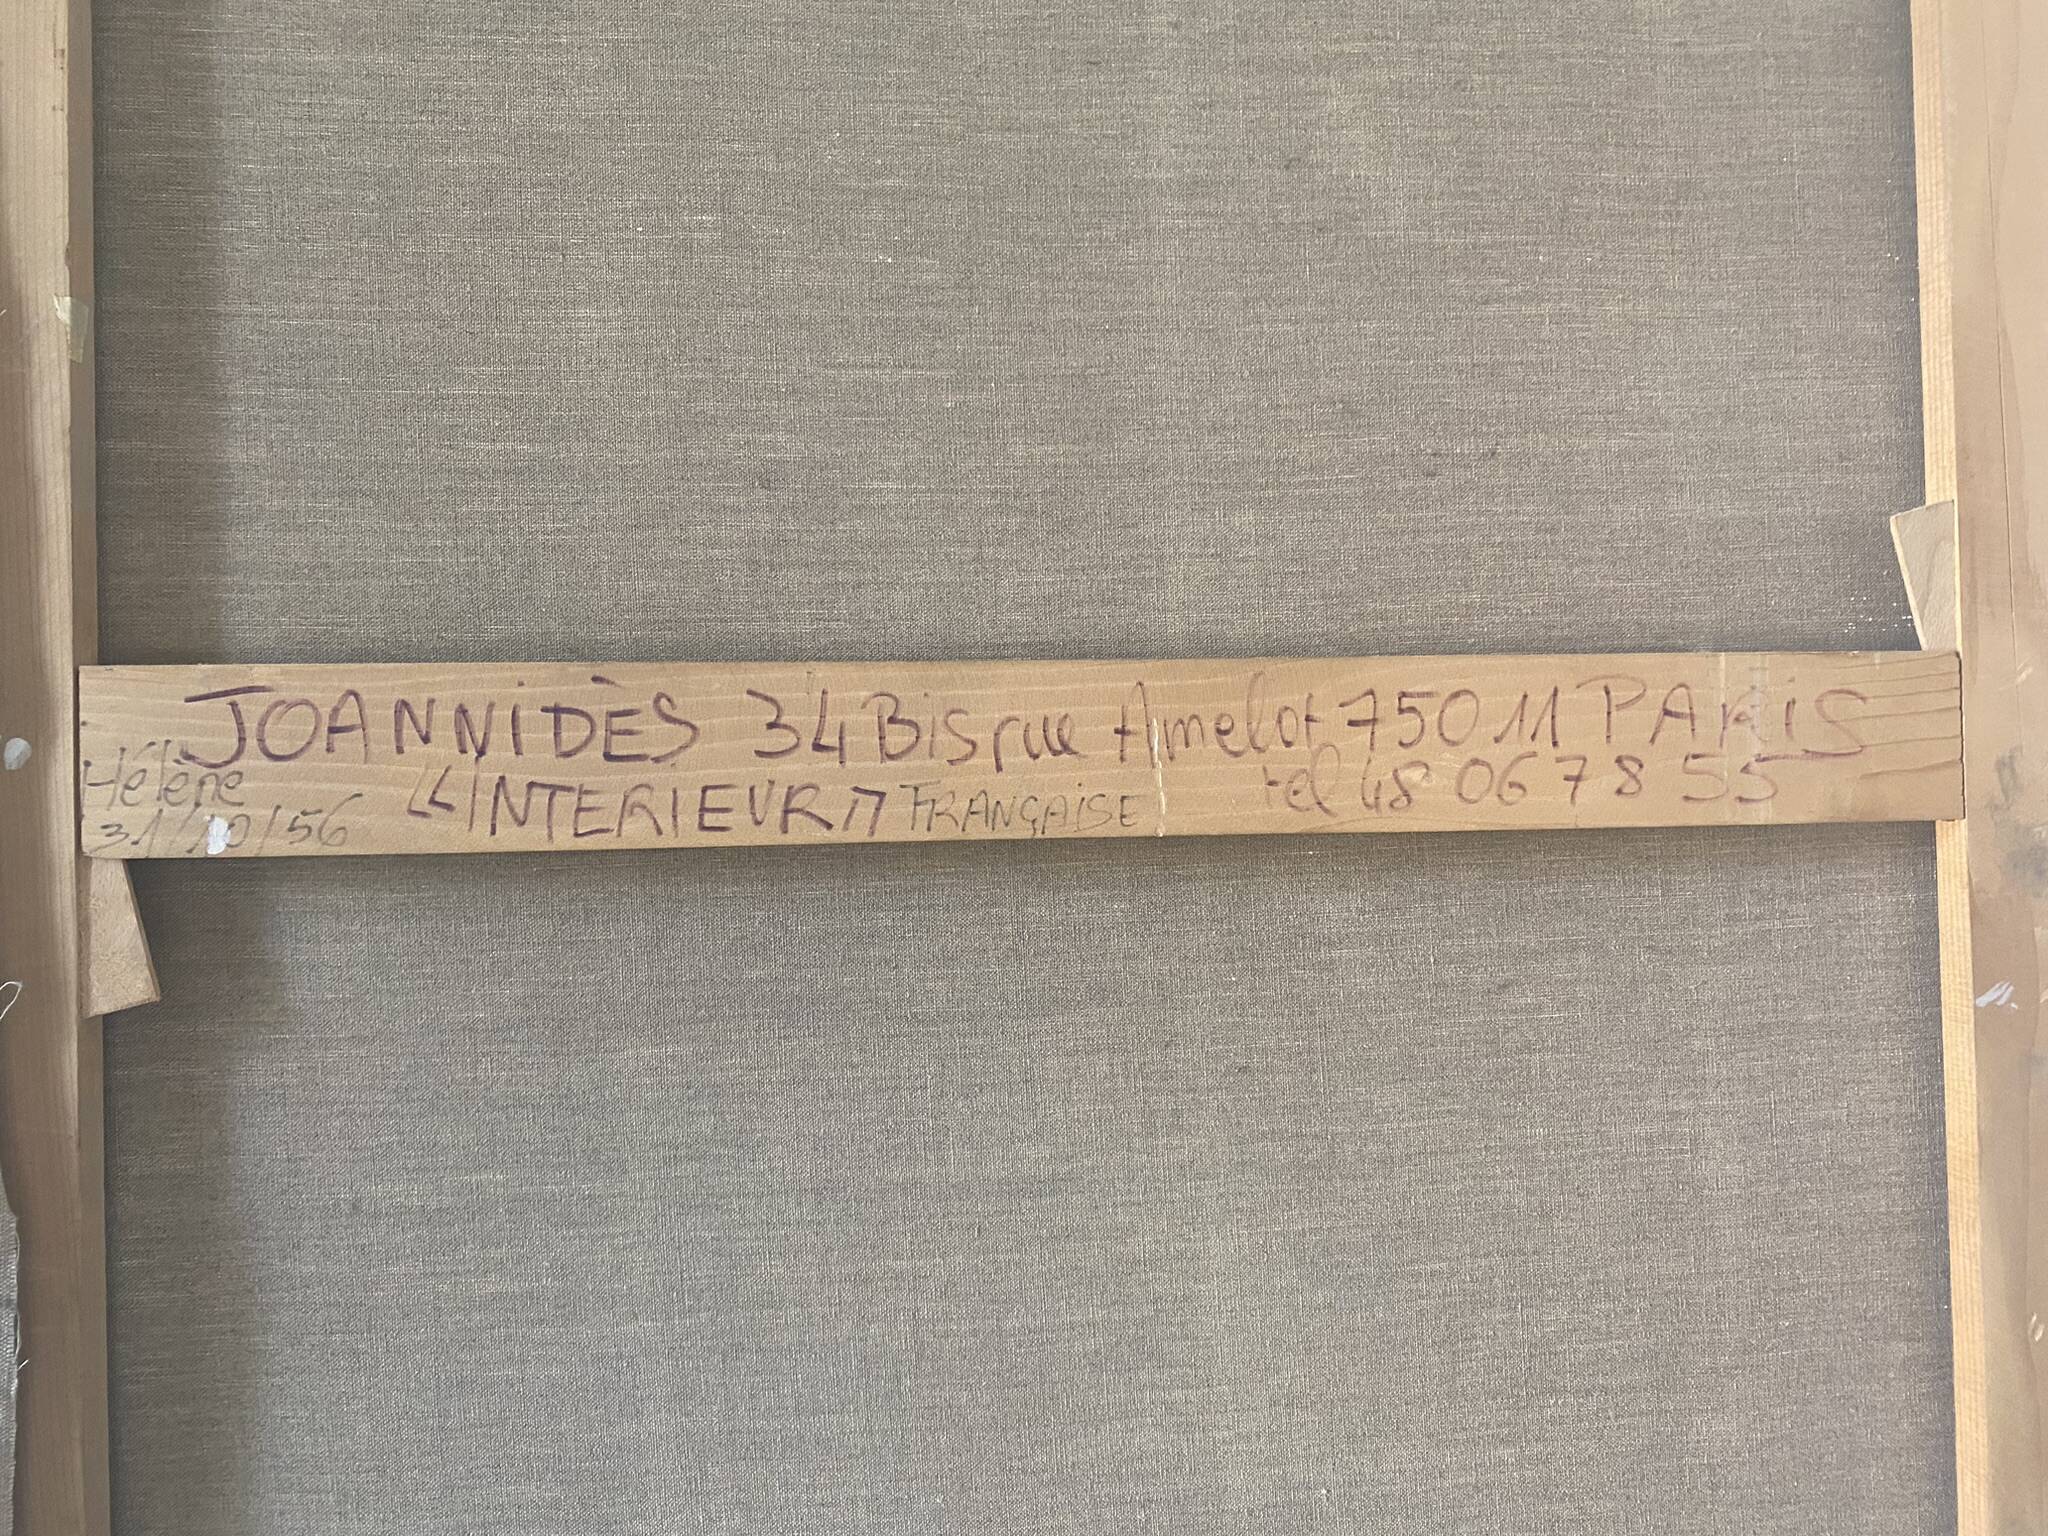 JOANNIDÈS 34 Bis rue Amelot 75011 PARiS
Hélène « INTERIEUR » FRANÇAiSE tel 48 06 78 55
31/10/56